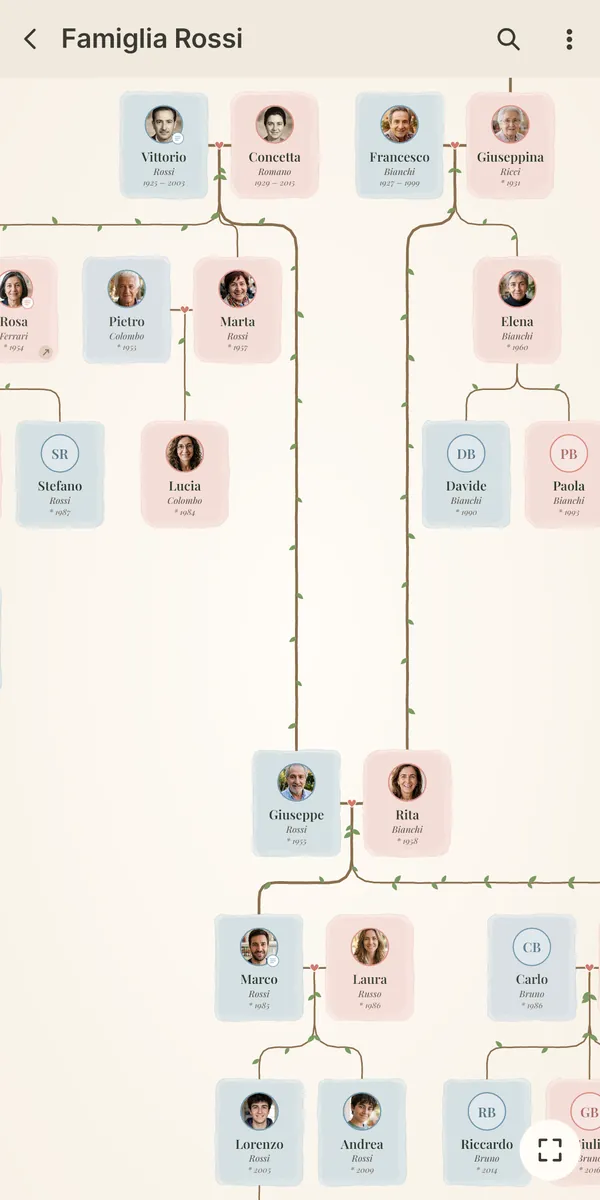 Famiglia Rossi
Vittorio
Rossi
1925 – 2003
Concetta
Romano
1929 – 2015
Francesco
Bianchi
1927 – 1999
Giuseppina
Ricci
* 1931
Rosa
Ferrari
* 1954
Pietro
Colombo
* 1955
Marta
Rossi
* 1957
Elena
Bianchi
* 1960
SR
Stefano
Rossi
* 1987
Lucia
Colombo
* 1984
DB
Davide
Bianchi
* 1990
PB
Paola
Bianchi
* 1993
Giuseppe
Rossi
* 1953
Rita
Bianchi
* 1958
Marco
Rossi
* 1985
Laura
Russo
* 1986
CB
Carlo
Bruno
* 1986
Lorenzo
Rossi
* 2005
Andrea
Rossi
* 2009
RB
Riccardo
Bruno
* 2014
GB
Bruno
* 2016